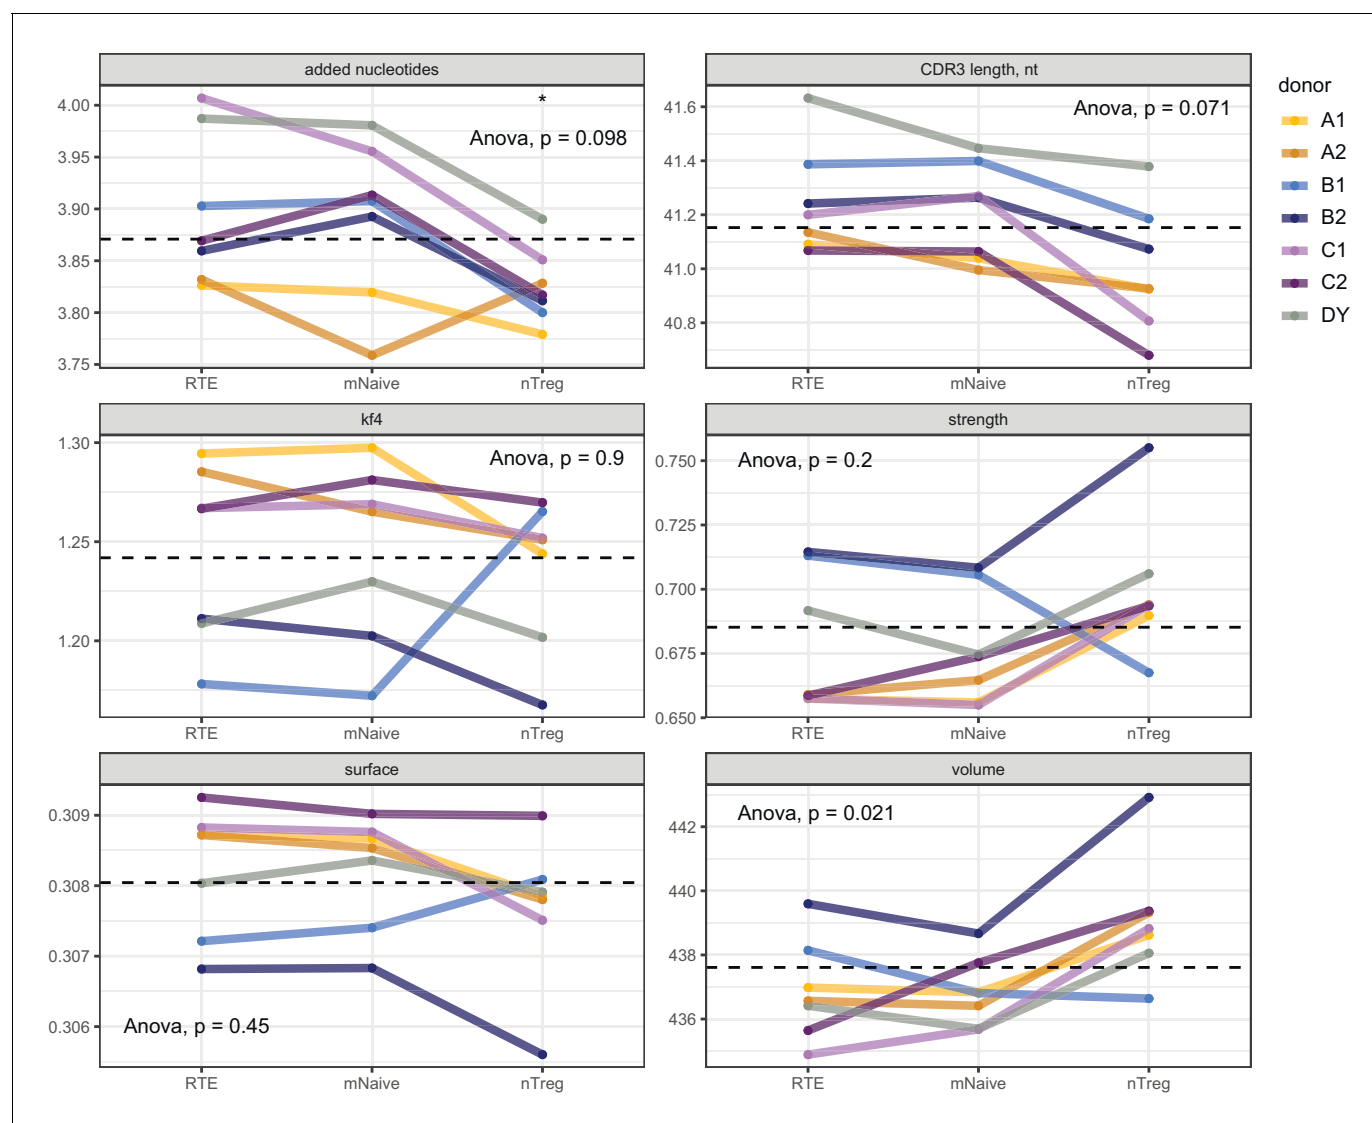 added nucleotides
4.00
3.95
3.90
3.85
3.80
3.75
*
Anova, p = 0.098
RTE mNaive nTreg
CDR3 length, nt
41.6
41.4
41.2
41.0
40.8
Anova, p = 0.071
RTE mNaive nTreg
donor
A1
A2
B1
B2
C1
C2
DY
kf4
1.30
1.25
1.20
Anova, p = 0.9
RTE mNaive nTreg
strength
0.750
0.725
0.700
0.675
0.650
Anova, p = 0.2
RTE mNaive nTreg
surface
0.309
0.308
0.307
0.306
Anova, p = 0.45
RTE mNaive nTreg
volume
442
440
438
436
Anova, p = 0.021
RTE mNaive nTreg